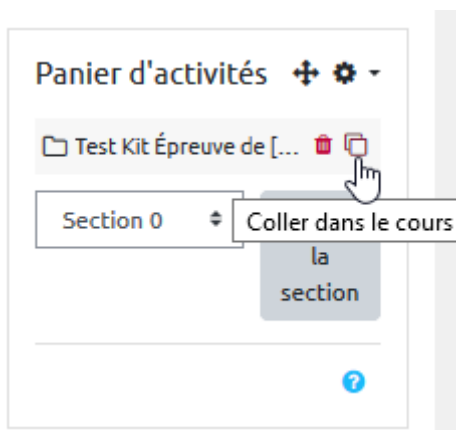 Panier d'activités
Test Kit Épreuve de [...
Section 0
Coller dans le cours
la
section
?